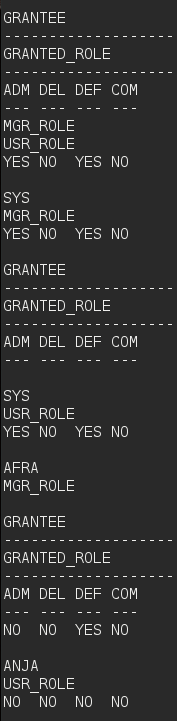 GRANTEE
--------------------
GRANTED_ROLE
--------------------
ADM DEL DEF COM
--- --- --- ---
MGR_ROLE
USR_ROLE
YES NO  YES NO
SYS
MGR_ROLE
YES NO  YES NO
GRANTEE
--------------------
GRANTED_ROLE
--------------------
ADM DEL DEF COM
--- --- --- ---
SYS
USR_ROLE
YES NO  YES NO
AFRA
MGR_ROLE
GRANTEE
--------------------
GRANTED_ROLE
--------------------
ADM DEL DEF COM
--- --- --- ---
NO  NO  YES NO
ANJA
USR_ROLE
NO  NO  NO  NO